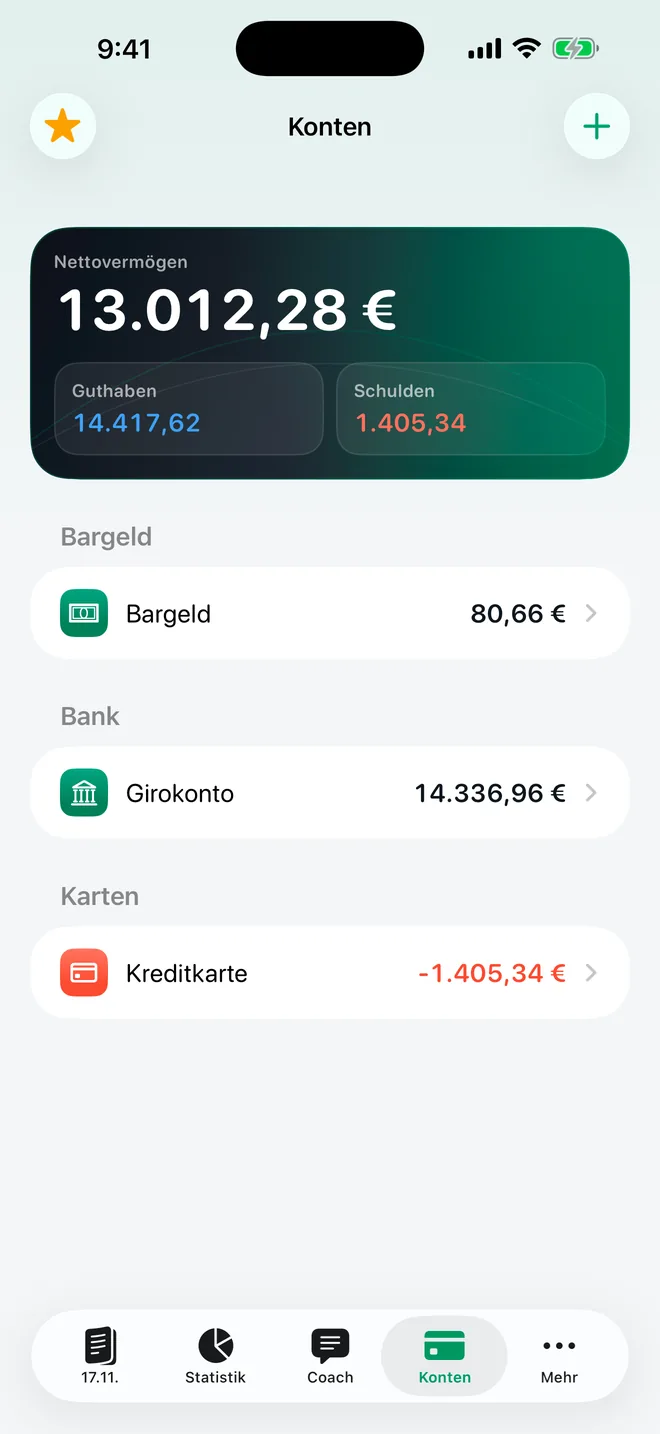 9:41
Konten
Nettovermögen
13.012,28 €
Guthaben
14.417,62
Schulden
1.405,34
Bargeld
Bargeld
80,66 €
Bank
Girokonto
14.336,96 €
Karten
Kreditkarte
-1.405,34 €
17.11.
Statistik
Coach
Konten
Mehr